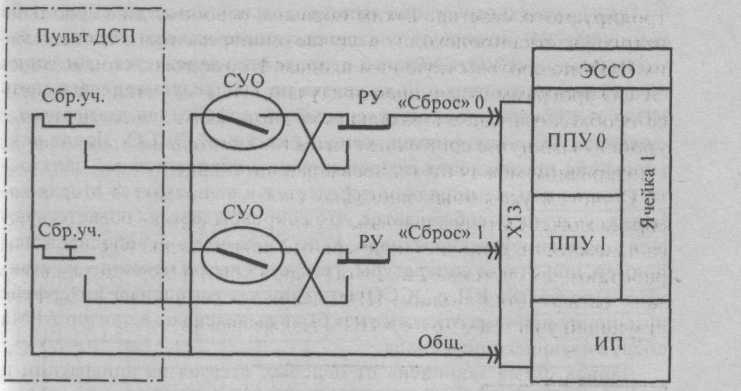 Пульт ДСП
ЭССО
Сбр.уч.
СУО
РУ
«Сброс» 0
ППУ 0
Ячейка 1
Х13
Сбр.уч.
СУО
РУ
«Сброс» 1
ППУ 1
Общ.
ИП